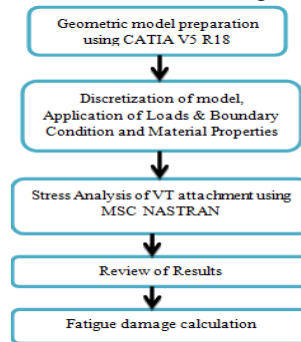 Geometric model preparation
using CATIA V5 R18
Discretization of model,
Application of Loads & Boundary
Condition and Material Properties
Stress Analysis of VT attachment using
MSC NASTRAN
Review of Results
Fatigue damage calculation